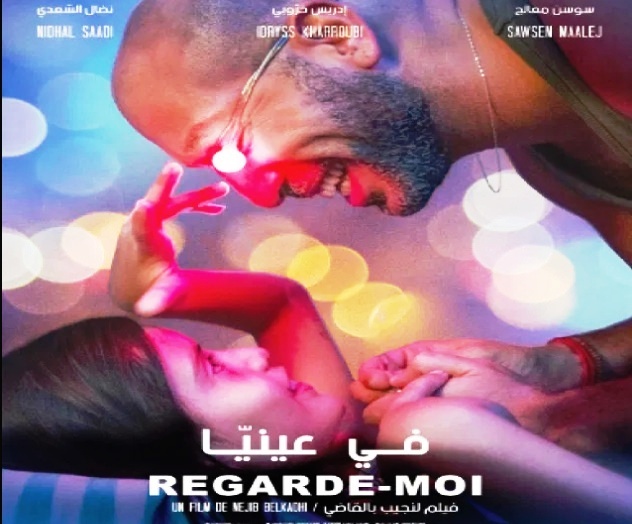 نضال السعدي
إدريس خروبي
سوسن معالج
NIDHAL SAADI
IDRYSS KHARROUBI
SAWSEN MAALEJ
في عينيّا
REGARDE-MOI
UN FILM DE NEJIB BELKADHI / فيلم لنجيب بالقاضي